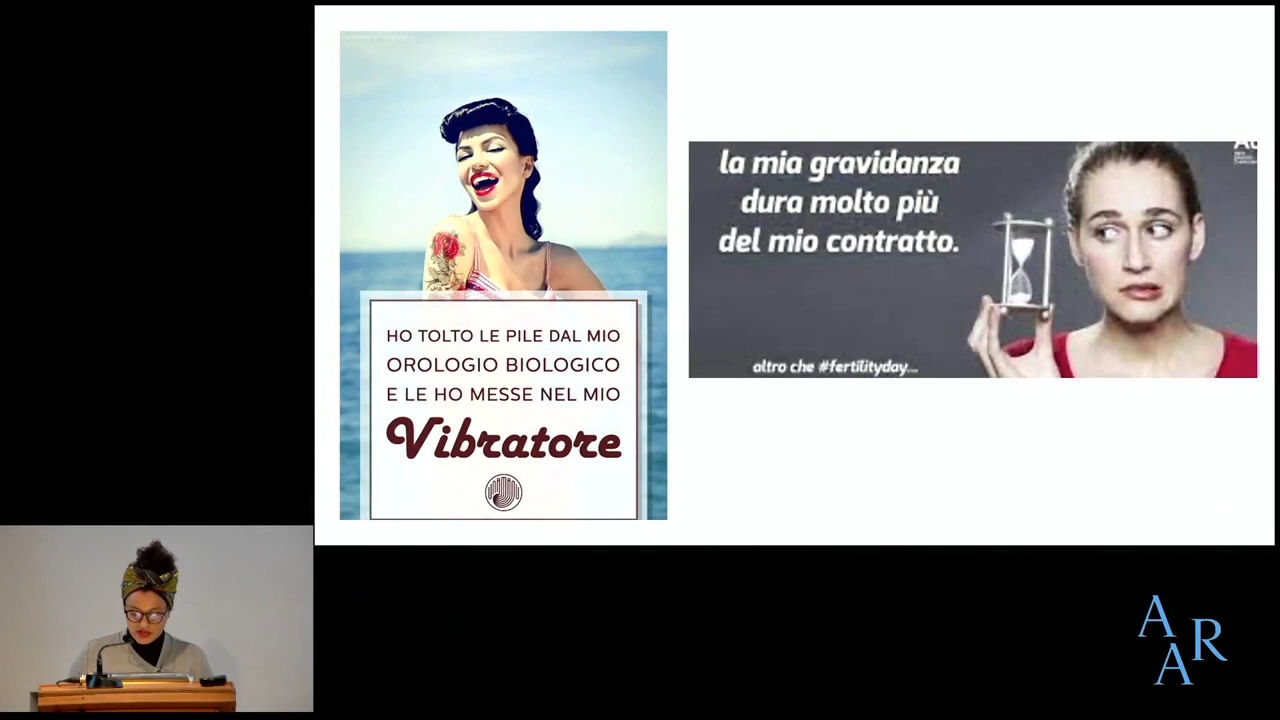 HO TOLTO LE PILE DAL MIO
OROLOGIO BIOLOGICO
E LE HO MESSE NEL MIO
Vibratore
la mia gravidanza
dura molto più
del mio contratto.
altro che #fertilityday...
A
A R